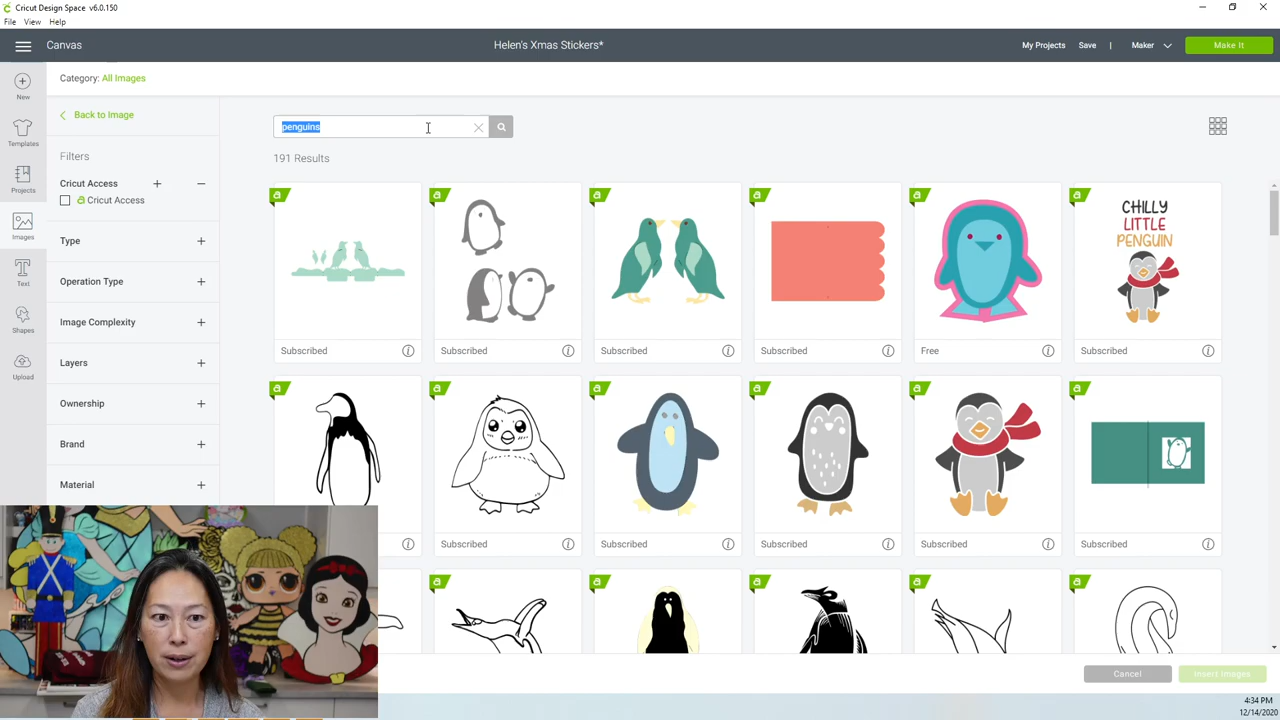 Cricut Design Space v6.0.150
File View Help
Canvas
Helen's Xmas Stickers*
My Projects Save | Maker Make It
New
Templates
Projects
Images
Text
Shapes
Upload
Category: All Images
Back to Image
Filters
Cricut Access
a Cricut Access
Type
Operation Type
Image Complexity
Layers
Ownership
Brand
Material
penguins
191 Results
a a a a a a
CHILLY
LITTLE
PENGUIN
Subscribed Subscribed Subscribed Subscribed Free Subscribed
a a a a a a
Subscribed Subscribed Subscribed Subscribed Subscribed
a a a a a
Cancel Insert Images
4:34 PM
12/14/2020